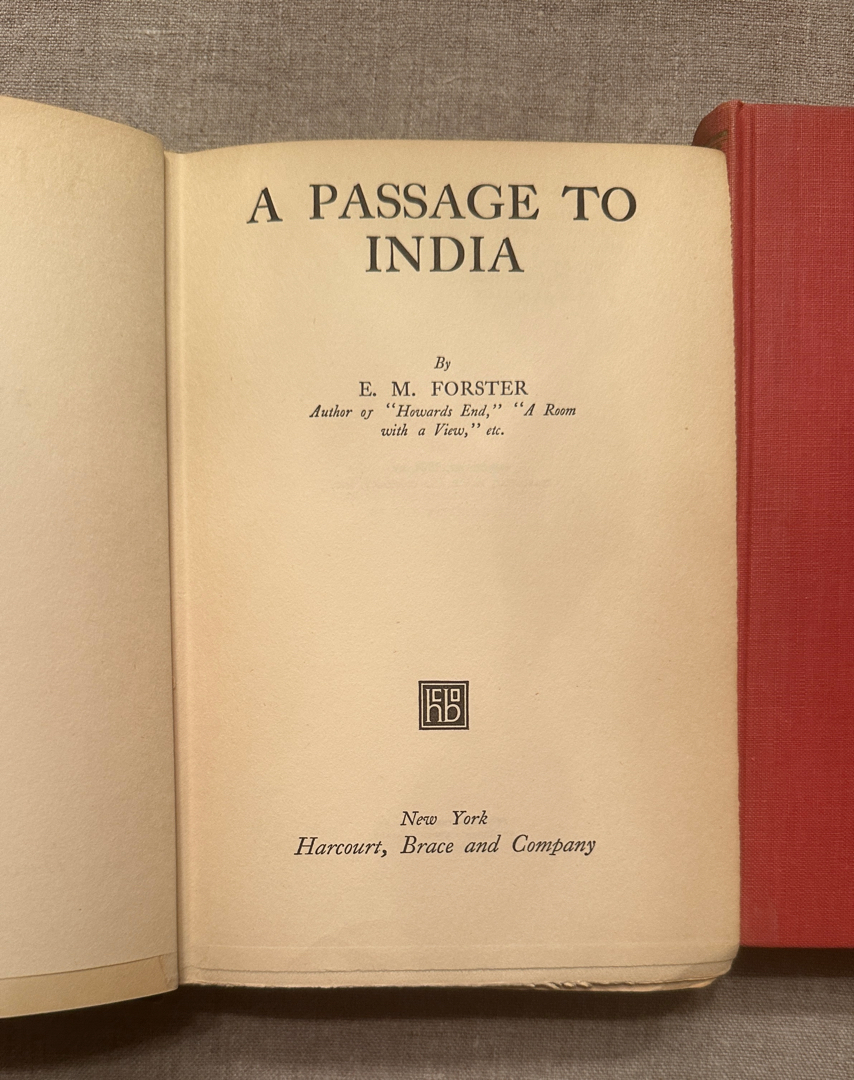 A PASSAGE TO
INDIA
By
E. M. FORSTER
Author of “Howards End,” “A Room
with a View,” etc.
hb
New York
Harcourt, Brace and Company